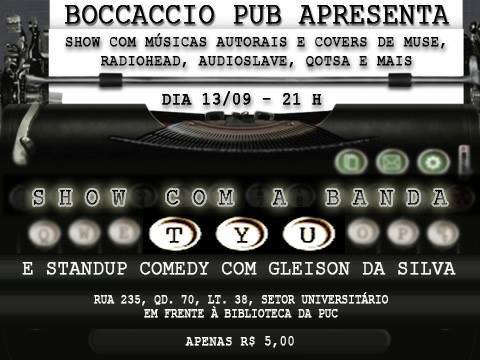 BOCCACCIO PUB APRESENTA
SHOW COM MÚSICAS AUTORAIS E COVERS DE MUSE,
RADIOHEAD, AUDIOSLAVE, QOTSA E MAIS
DIA 13/09 - 21 H
SHOW COM A BANDA
Q W E T Y U O P
E STANDUP COMEDY COM GLEISON DA SILVA
RUA 235, QD. 70, LT. 38, SETOR UNIVERSITÁRIO
EM FRENTE À BIBLIOTECA DA PUC
APENAS R$ 5,00